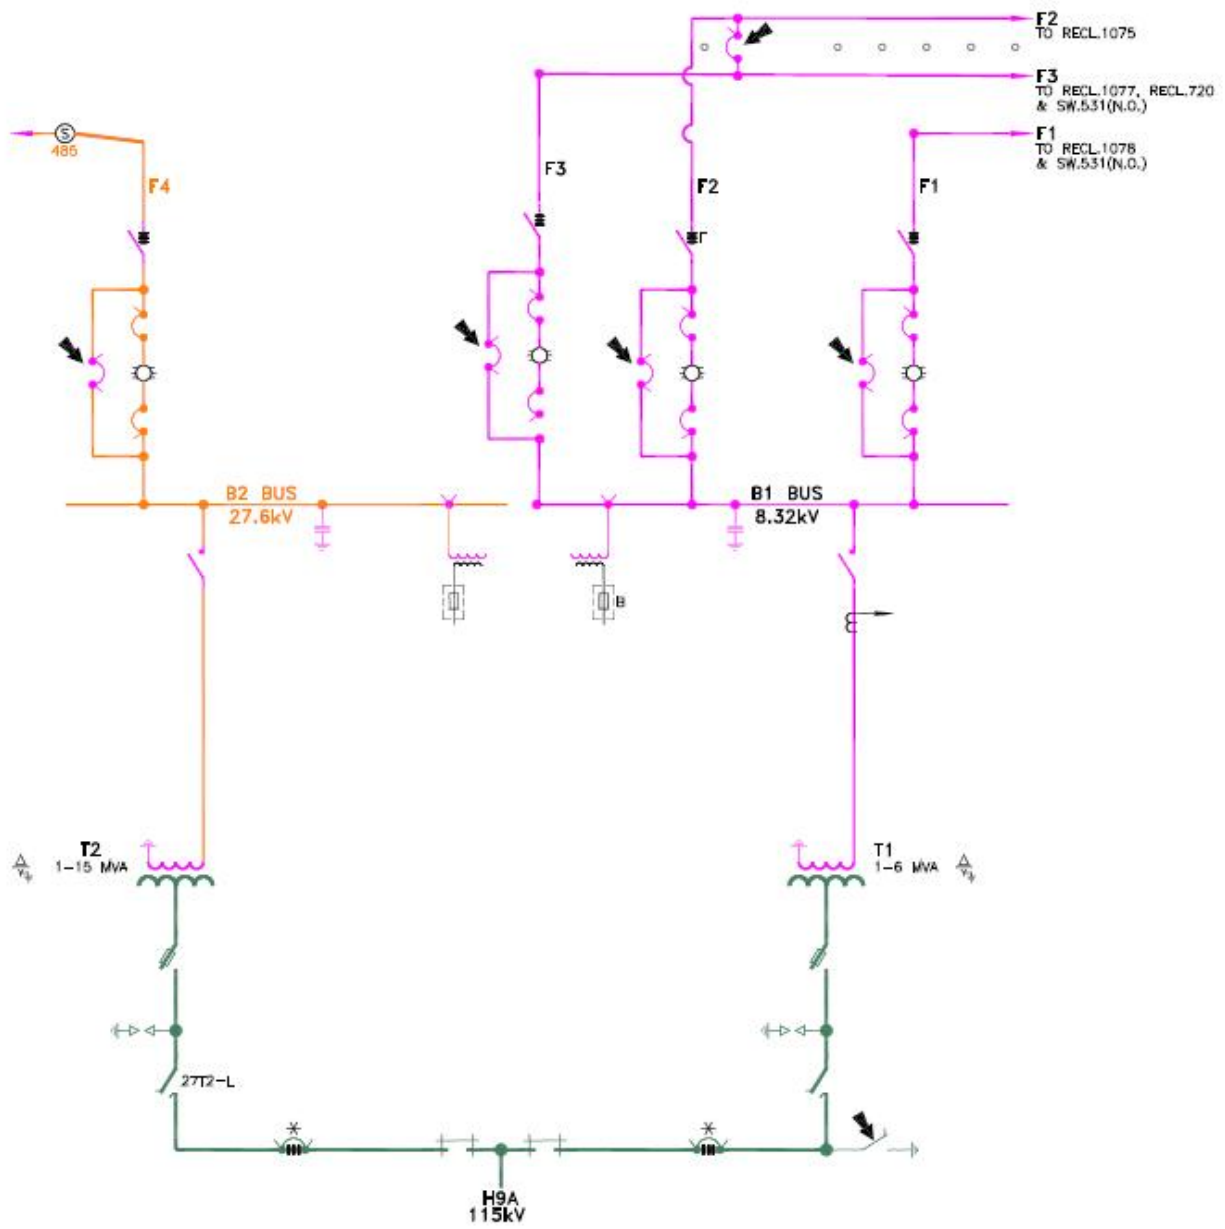 F2
TO RECL.1075
F3
TO RECL.1077, RECL.720
& SW.531(N.O.)
F1
TO RECL.1078
& SW.531(N.O.)
S
485
F4
F3
F2
F1
B2 BUS
27.6kV
B1 BUS
8.32kV
B
T2
1-15 MVA
T1
1-6 MVA
27T2-L
H9A
115kV